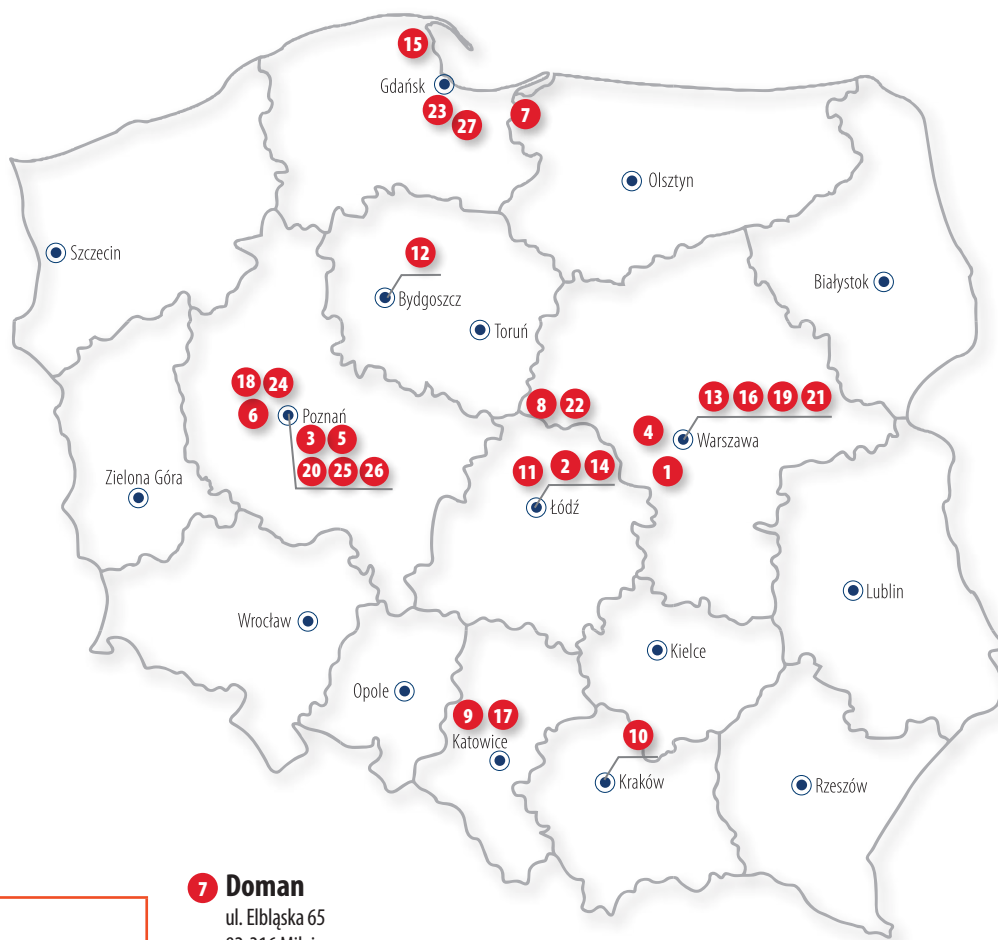 15
Gdańsk
23
27
7
Olsztyn
Szczecin
12
Białystok
Bydgoszcz
Toruń
18 24
13 16 19 21
6
Poznań
8 22
4
Warszawa
3 5
20 25 26
11 2 14
1
Zielona Góra
Łódź
Lublin
Wrocław
Kielce
Opole
9 17
Katowice
10
Kraków
Rzeszów
7 Doman
ul. Elbląska 65